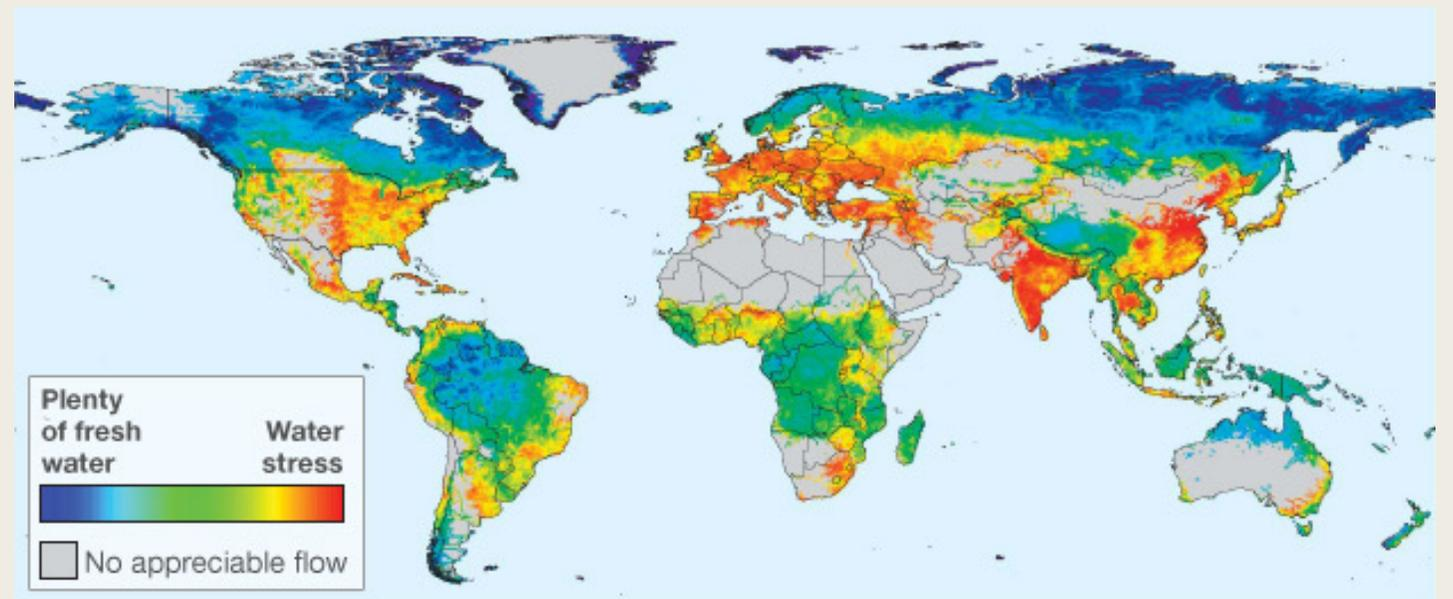 Plenty
of fresh
water
Water
stress
No appreciable flow